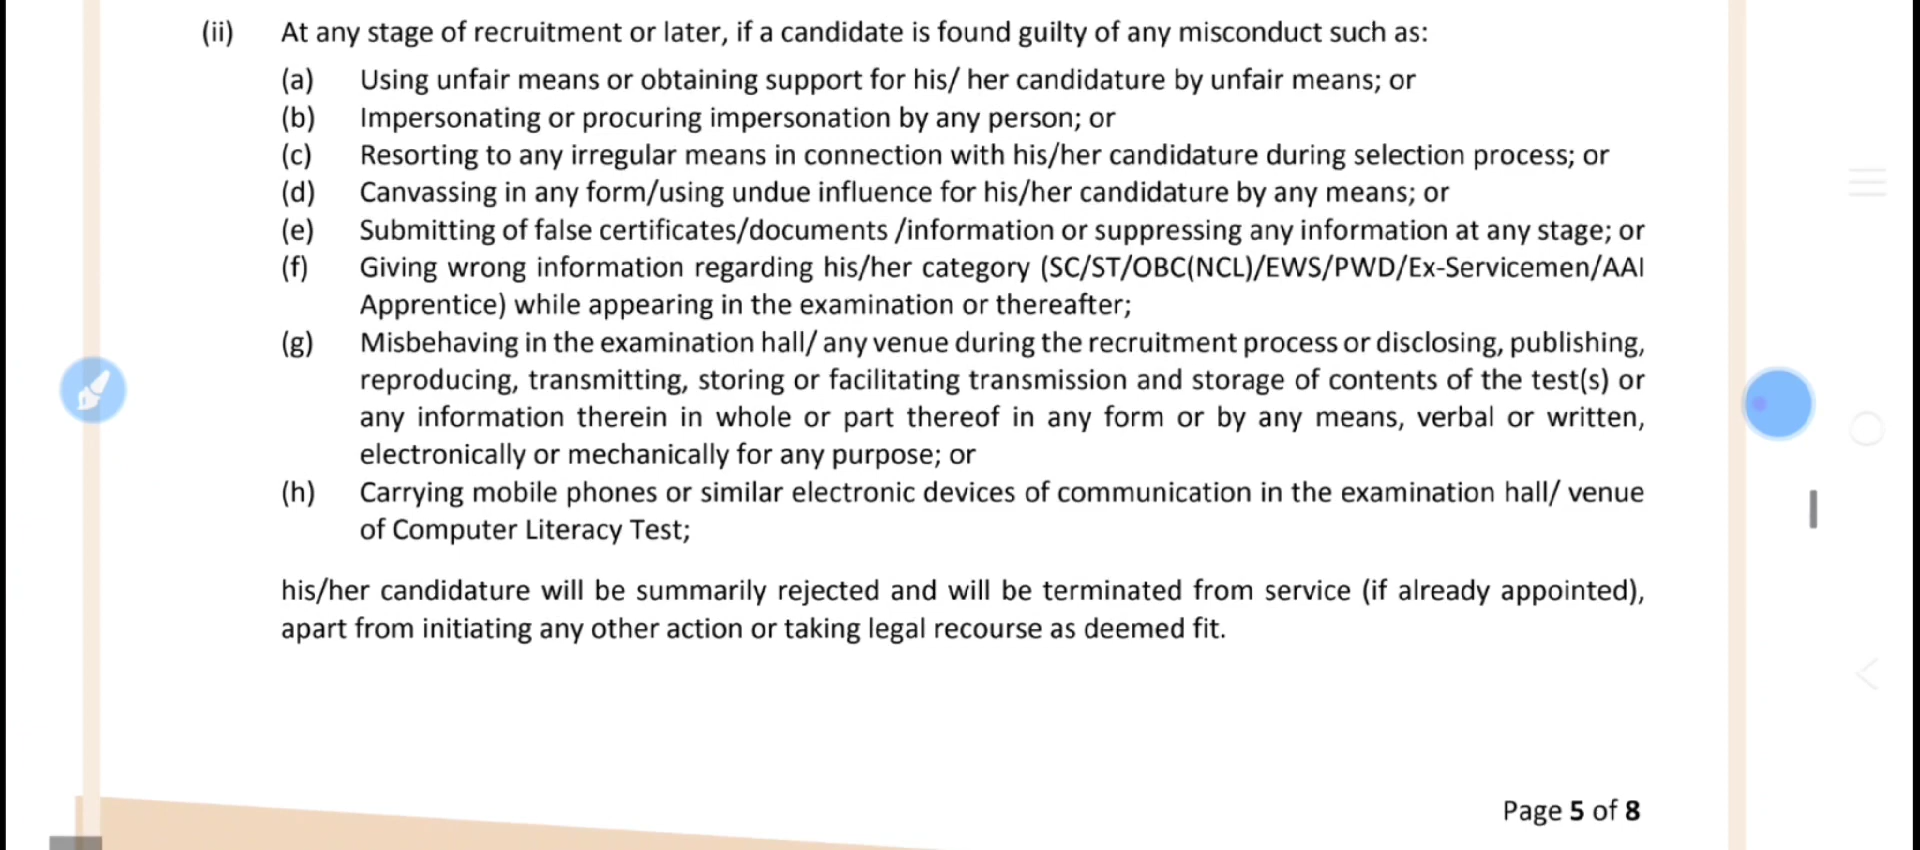 (ii) At any stage of recruitment or later, if a candidate is found guilty of any misconduct such as:
(a) Using unfair means or obtaining support for his/ her candidature by unfair means; or
(b) Impersonating or procuring impersonation by any person; or
(c) Resorting to any irregular means in connection with his/her candidature during selection process; or
(d) Canvassing in any form/using undue influence for his/her candidature by any means; or
(e) Submitting of false certificates/documents /information or suppressing any information at any stage; or
(f) Giving wrong information regarding his/her category (SC/ST/OBC(NCL)/EWS/PWD/Ex-Servicemen/AAI
Apprentice) while appearing in the examination or thereafter;
(g) Misbehaving in the examination hall/ any venue during the recruitment process or disclosing, publishing,
reproducing, transmitting, storing or facilitating transmission and storage of contents of the test(s) or
any information therein in whole or part thereof in any form or by any means, verbal or written,
electronically or mechanically for any purpose; or
(h) Carrying mobile phones or similar electronic devices of communication in the examination hall/ venue
of Computer Literacy Test;
his/her candidature will be summarily rejected and will be terminated from service (if already appointed),
apart from initiating any other action or taking legal recourse as deemed fit.
Page 5 of 8